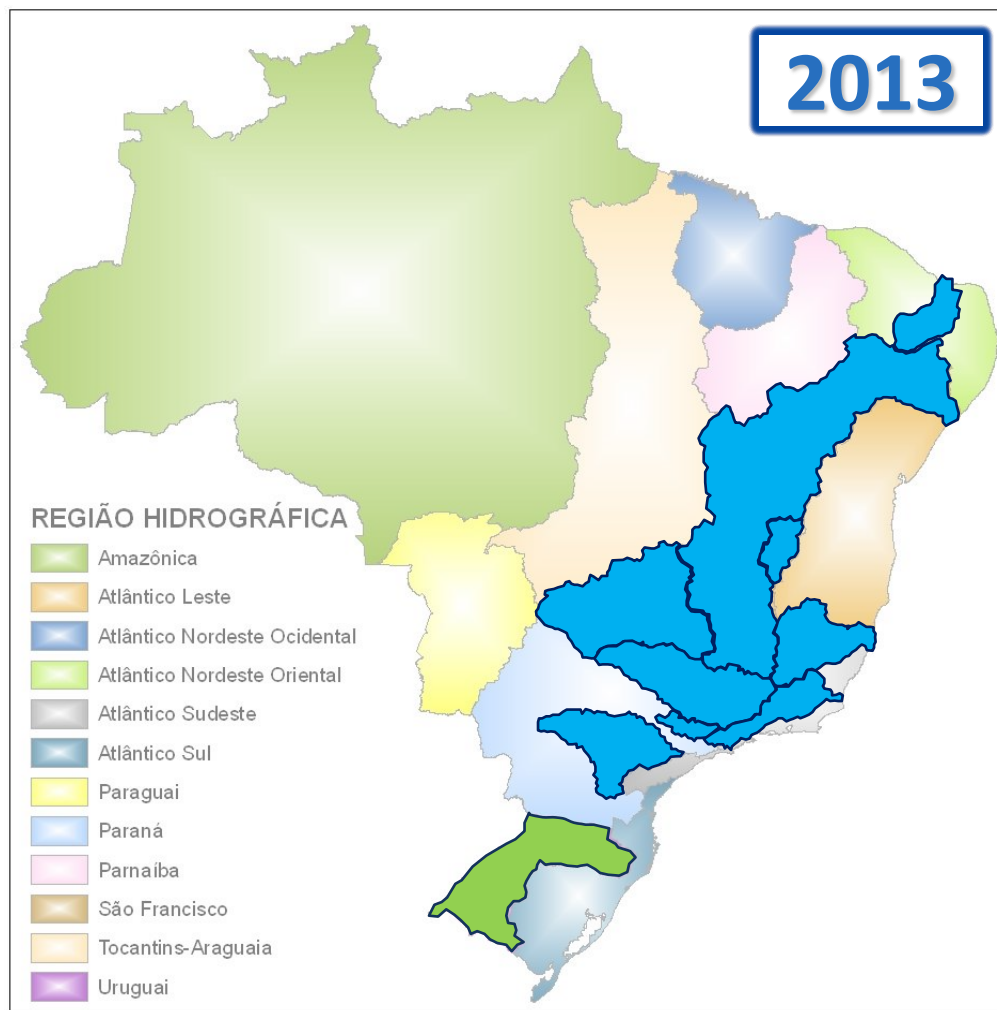 2013
REGIÃO HIDROGRÁFICA
Amazônica
Atlântico Leste
Atlântico Nordeste Ocidental
Atlântico Nordeste Oriental
Atlântico Sudeste
Atlântico Sul
Paraguai
Paraná
Parnaíba
São Francisco
Tocantins-Araguaia
Uruguai